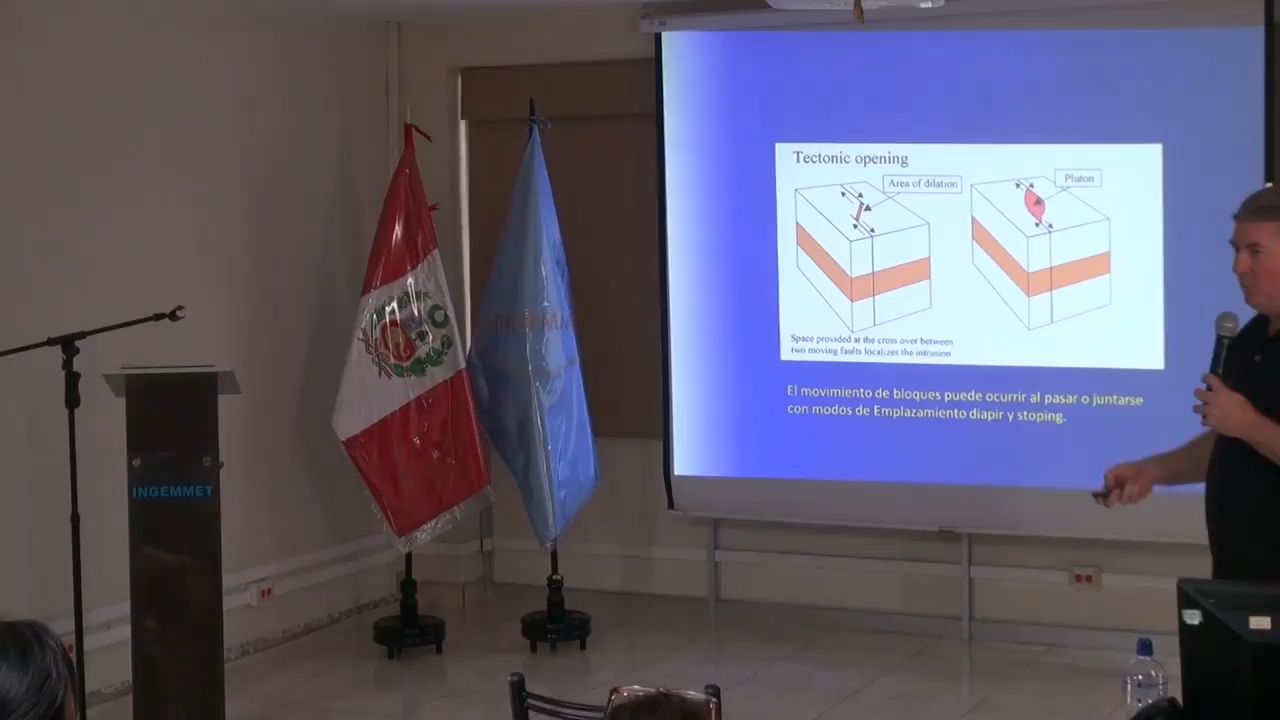 Tectonic opening
Area of dilation
Pluton
Space provided at the cross over between
two moving faults localizes the intrusion
El movimiento de bloques puede ocurrir al pasar o juntarse
con modos de Emplazamiento diapir y stoping.
INGEMMET